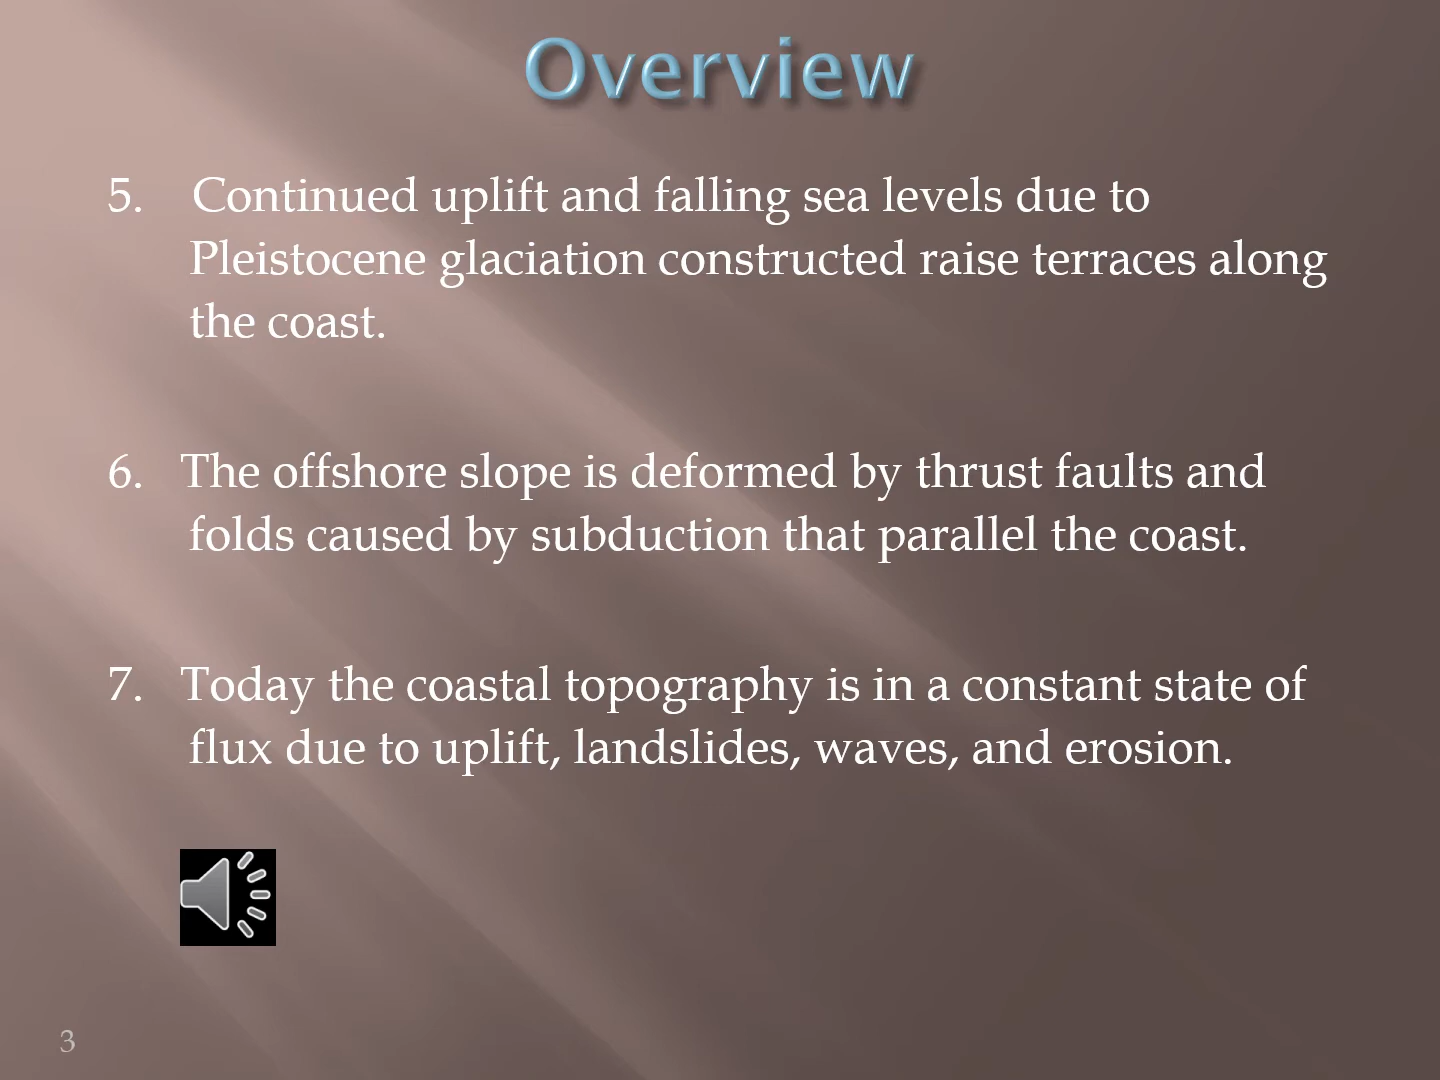 Overview
5. Continued uplift and falling sea levels due to
Pleistocene glaciation constructed raise terraces along
the coast.
6. The offshore slope is deformed by thrust faults and
folds caused by subduction that parallel the coast.
7. Today the coastal topography is in a constant state of
flux due to uplift, landslides, waves, and erosion.
3